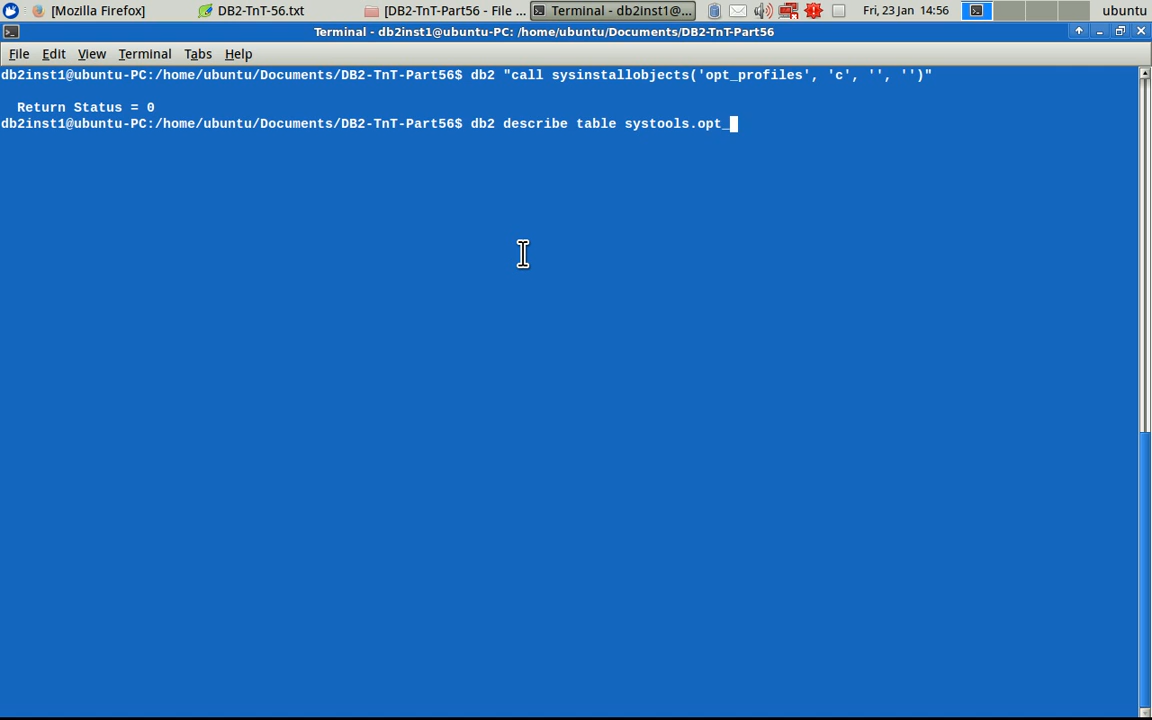 [Mozilla Firefox] DB2-TnT-56.txt [DB2-TnT-Part56 - File ... Terminal - db2inst1@... Fri, 23 Jan 14:56 ubuntu
Terminal - db2inst1@ubuntu-PC: /home/ubuntu/Documents/DB2-TnT-Part56
File Edit View Terminal Tabs Help
db2inst1@ubuntu-PC:/home/ubuntu/Documents/DB2-TnT-Part56$ db2 "call sysinstallobjects('opt_profiles', 'c', '', '')"
Return Status = 0
db2inst1@ubuntu-PC:/home/ubuntu/Documents/DB2-TnT-Part56$ db2 describe table systools.opt_